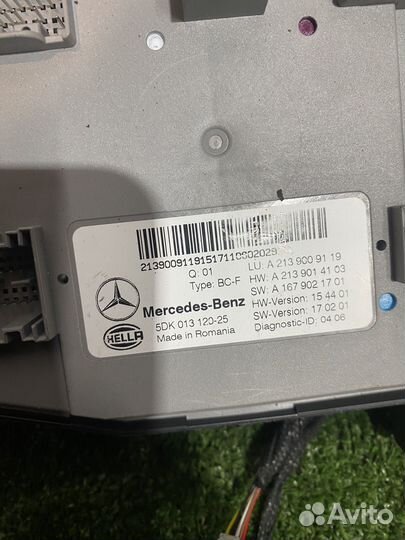 21390091191517110602029
Q: 01
Type: BC-F
LU: A 213 900 91 19
HW: A 213 901 41 03
SW: A 167 902 17 01
HW-Version: 15 44 01
SW-Version: 17 02 01
Diagnostic-ID: 04 06
Mercedes-Benz
5DK 013 120-25
Made in Romania
HELLA
Avito